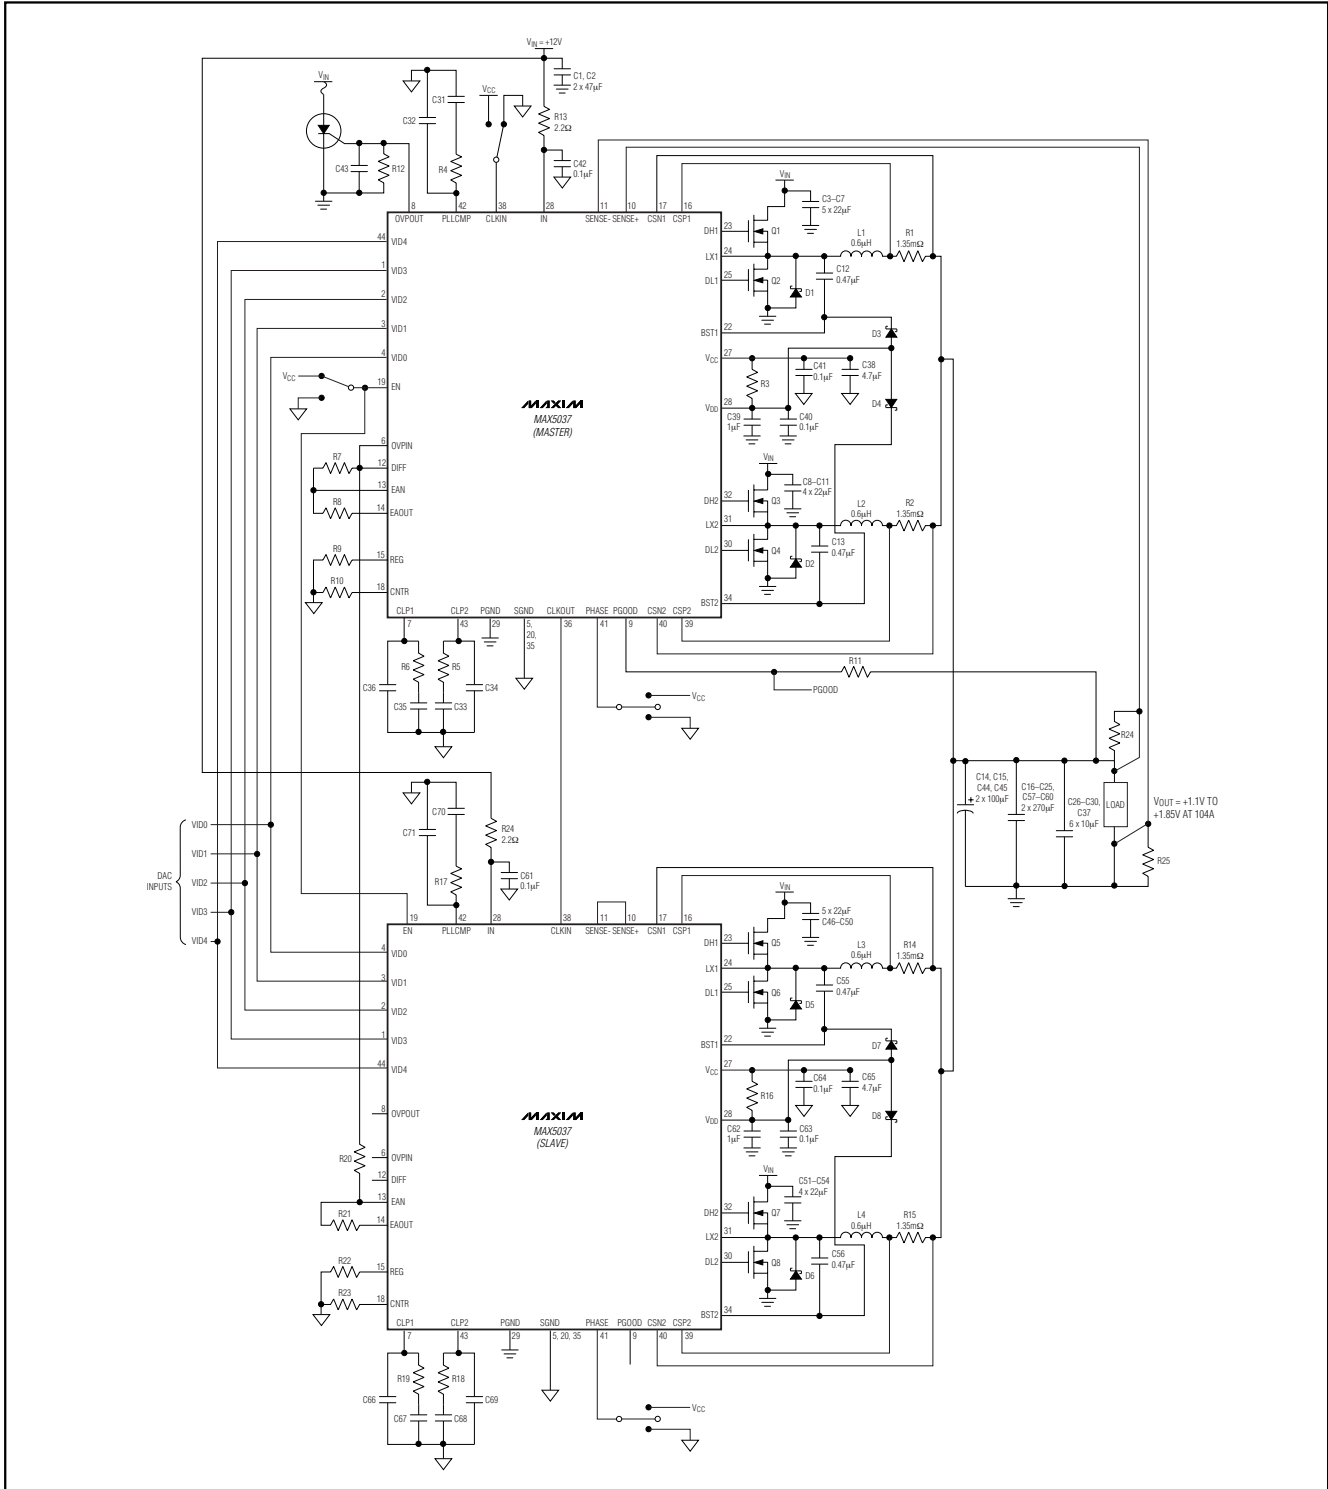 VIN = +12V
C1, C2
2 x 47µF
VIN
C31
C32
VCC
R13
2.2Ω
C43
R12
R4
C42
0.1µF
8
42
38
28
11
10
17
16
OVPOUT
PLLCMP
CLKIN
IN
SENSE-
SENSE+
CSN1
CSP1
44
VID4
1
VID3
2
VID2
3
VID1
4
VID0
VCC
19
EN
6
OVPIN
R7
12
DIFF
13
EAN
R8
14
EAOUT
R9
15
REG
R10
18
CNTR
MAXIM
MAX5037
(MASTER)
VIN
C3–C7
5 x 22µF
DH1
23
Q1
LX1
24
L1
0.6µH
R1
1.35mΩ
DL1
25
Q2
D1
C12
0.47µF
BST1
22
D3
VCC
27
R3
C41
0.1µF
C38
4.7µF
VDD
28
D4
C39
1µF
C40
0.1µF
VIN
C8–C11
4 x 22µF
DH2
32
Q3
LX2
31
L2
0.6µH
R2
1.35mΩ
DL2
30
Q4
D2
C13
0.47µF
BST2
34
CLP1
CLP2
PGND
SGND
CLKOUT
PHASE
PGOOD
CSN2
CSP2
7
43
29
5,
20,
35
36
41
9
40
39
R6
R5
C36
C34
C35
C33
VCC
R11
PGOOD
R24
C14, C15,
C44, C45
2 x 100µF
+
C16–C25,
C57–C60
2 x 270µF
C26–C30,
C37
6 x 10µF
LOAD
VOUT = +1.1V TO
+1.85V AT 104A
R25
C70
C71
R24
2.2Ω
R17
C61
0.1µF
DAC
INPUTS
VID0
VID1
VID2
VID3
VID4
19
42
28
38
11
10
17
16
EN
PLLCMP
IN
CLKIN
SENSE-
SENSE+
CSN1
CSP1
4
VID0
3
VID1
2
VID2
1
VID3
44
VID4
8
OVPOUT
R20
6
OVPIN
12
DIFF
13
EAN
R21
14
EAOUT
R22
15
REG
R23
18
CNTR
MAXIM
MAX5037
(SLAVE)
VIN
5 x 22µF
C46–C50
DH1
23
Q5
LX1
24
L3
0.6µH
R14
1.35mΩ
DL1
25
Q6
D5
C55
0.47µF
BST1
22
D7
VCC
27
R16
C64
0.1µF
C65
4.7µF
VDD
28
D8
C62
1µF
C63
0.1µF
VIN
C51–C54
4 x 22µF
DH2
32
Q7
LX2
31
L4
0.6µH
R15
1.35mΩ
DL2
30
Q8
D6
C56
0.47µF
BST2
34
CLP1
CLP2
PGND
SGND
PHASE
PGOOD
CSN2
CSP2
7
43
29
5, 20, 35
41
9
40
39
R19
R18
C66
C69
C67
C68
VCC